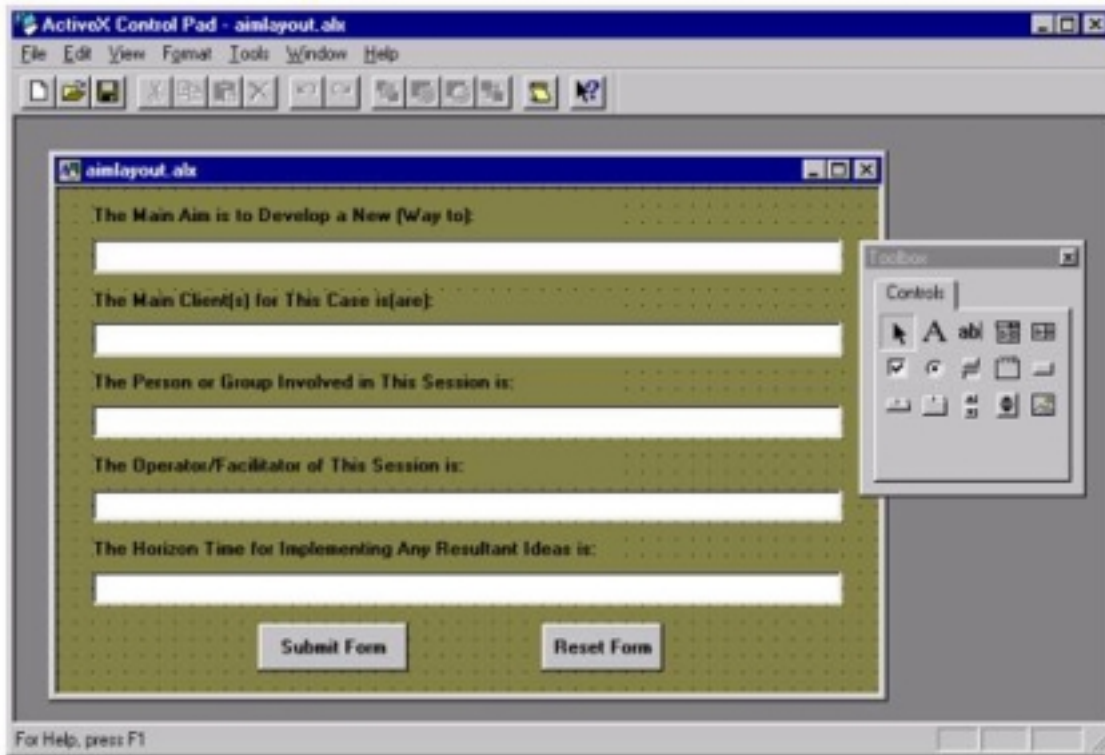 ActiveX Control Pad - aimlayout.alx
File Edit View Format Tools Window Help
aimlayout.alx
The Main Aim is to Develop a New (Way to):
The Main Client(s) for This Case is(are):
The Person or Group Involved in This Session is:
The Operator/Facilitator of This Session is:
The Horizon Time for Implementing Any Resultant Ideas is:
Submit Form Reset Form
Toolbox
Controls
A ab|
For Help, press F1